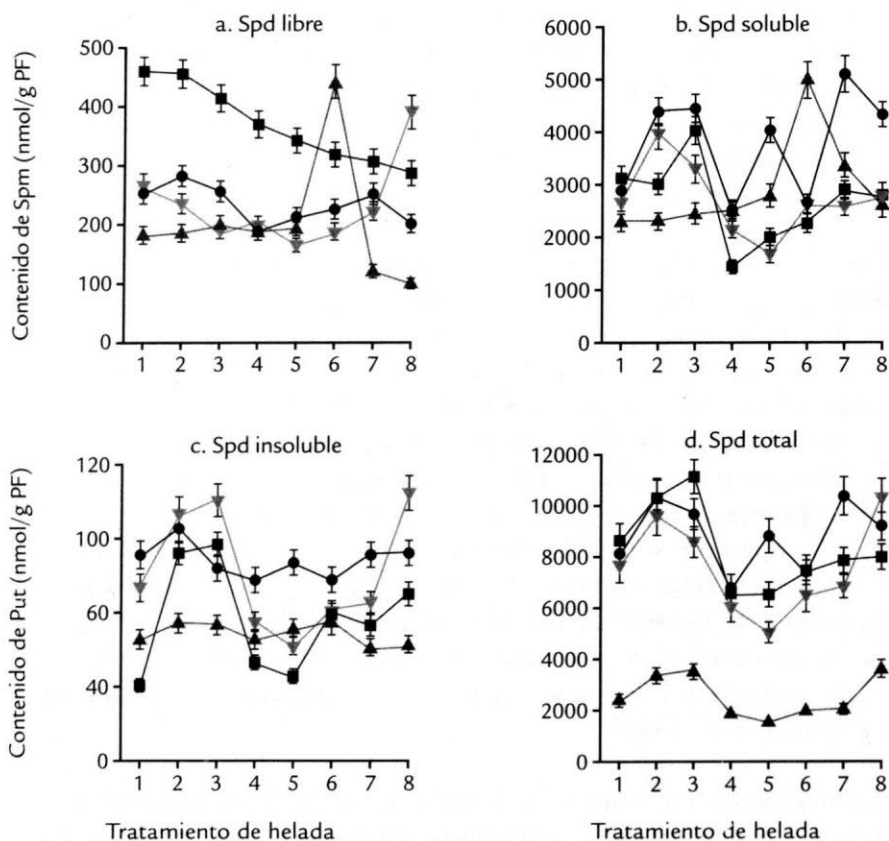 a. Spd libre
Contenido de Spm (nmol/g PF)
500
400
300
200
100
0
1 2 3 4 5 6 7 8
b. Spd soluble
6000
5000
4000
3000
2000
1000
0
1 2 3 4 5 6 7 8
c. Spd insoluble
Contenido de Put (nmol/g PF)
120
100
60
40
0
1 2 3 4 5 6 7 8
Tratamiento de helada
d. Spd total
12000
10000
8000
6000
4000
2000
0
1 2 3 4 5 6 7 8
Tratamiento de helada